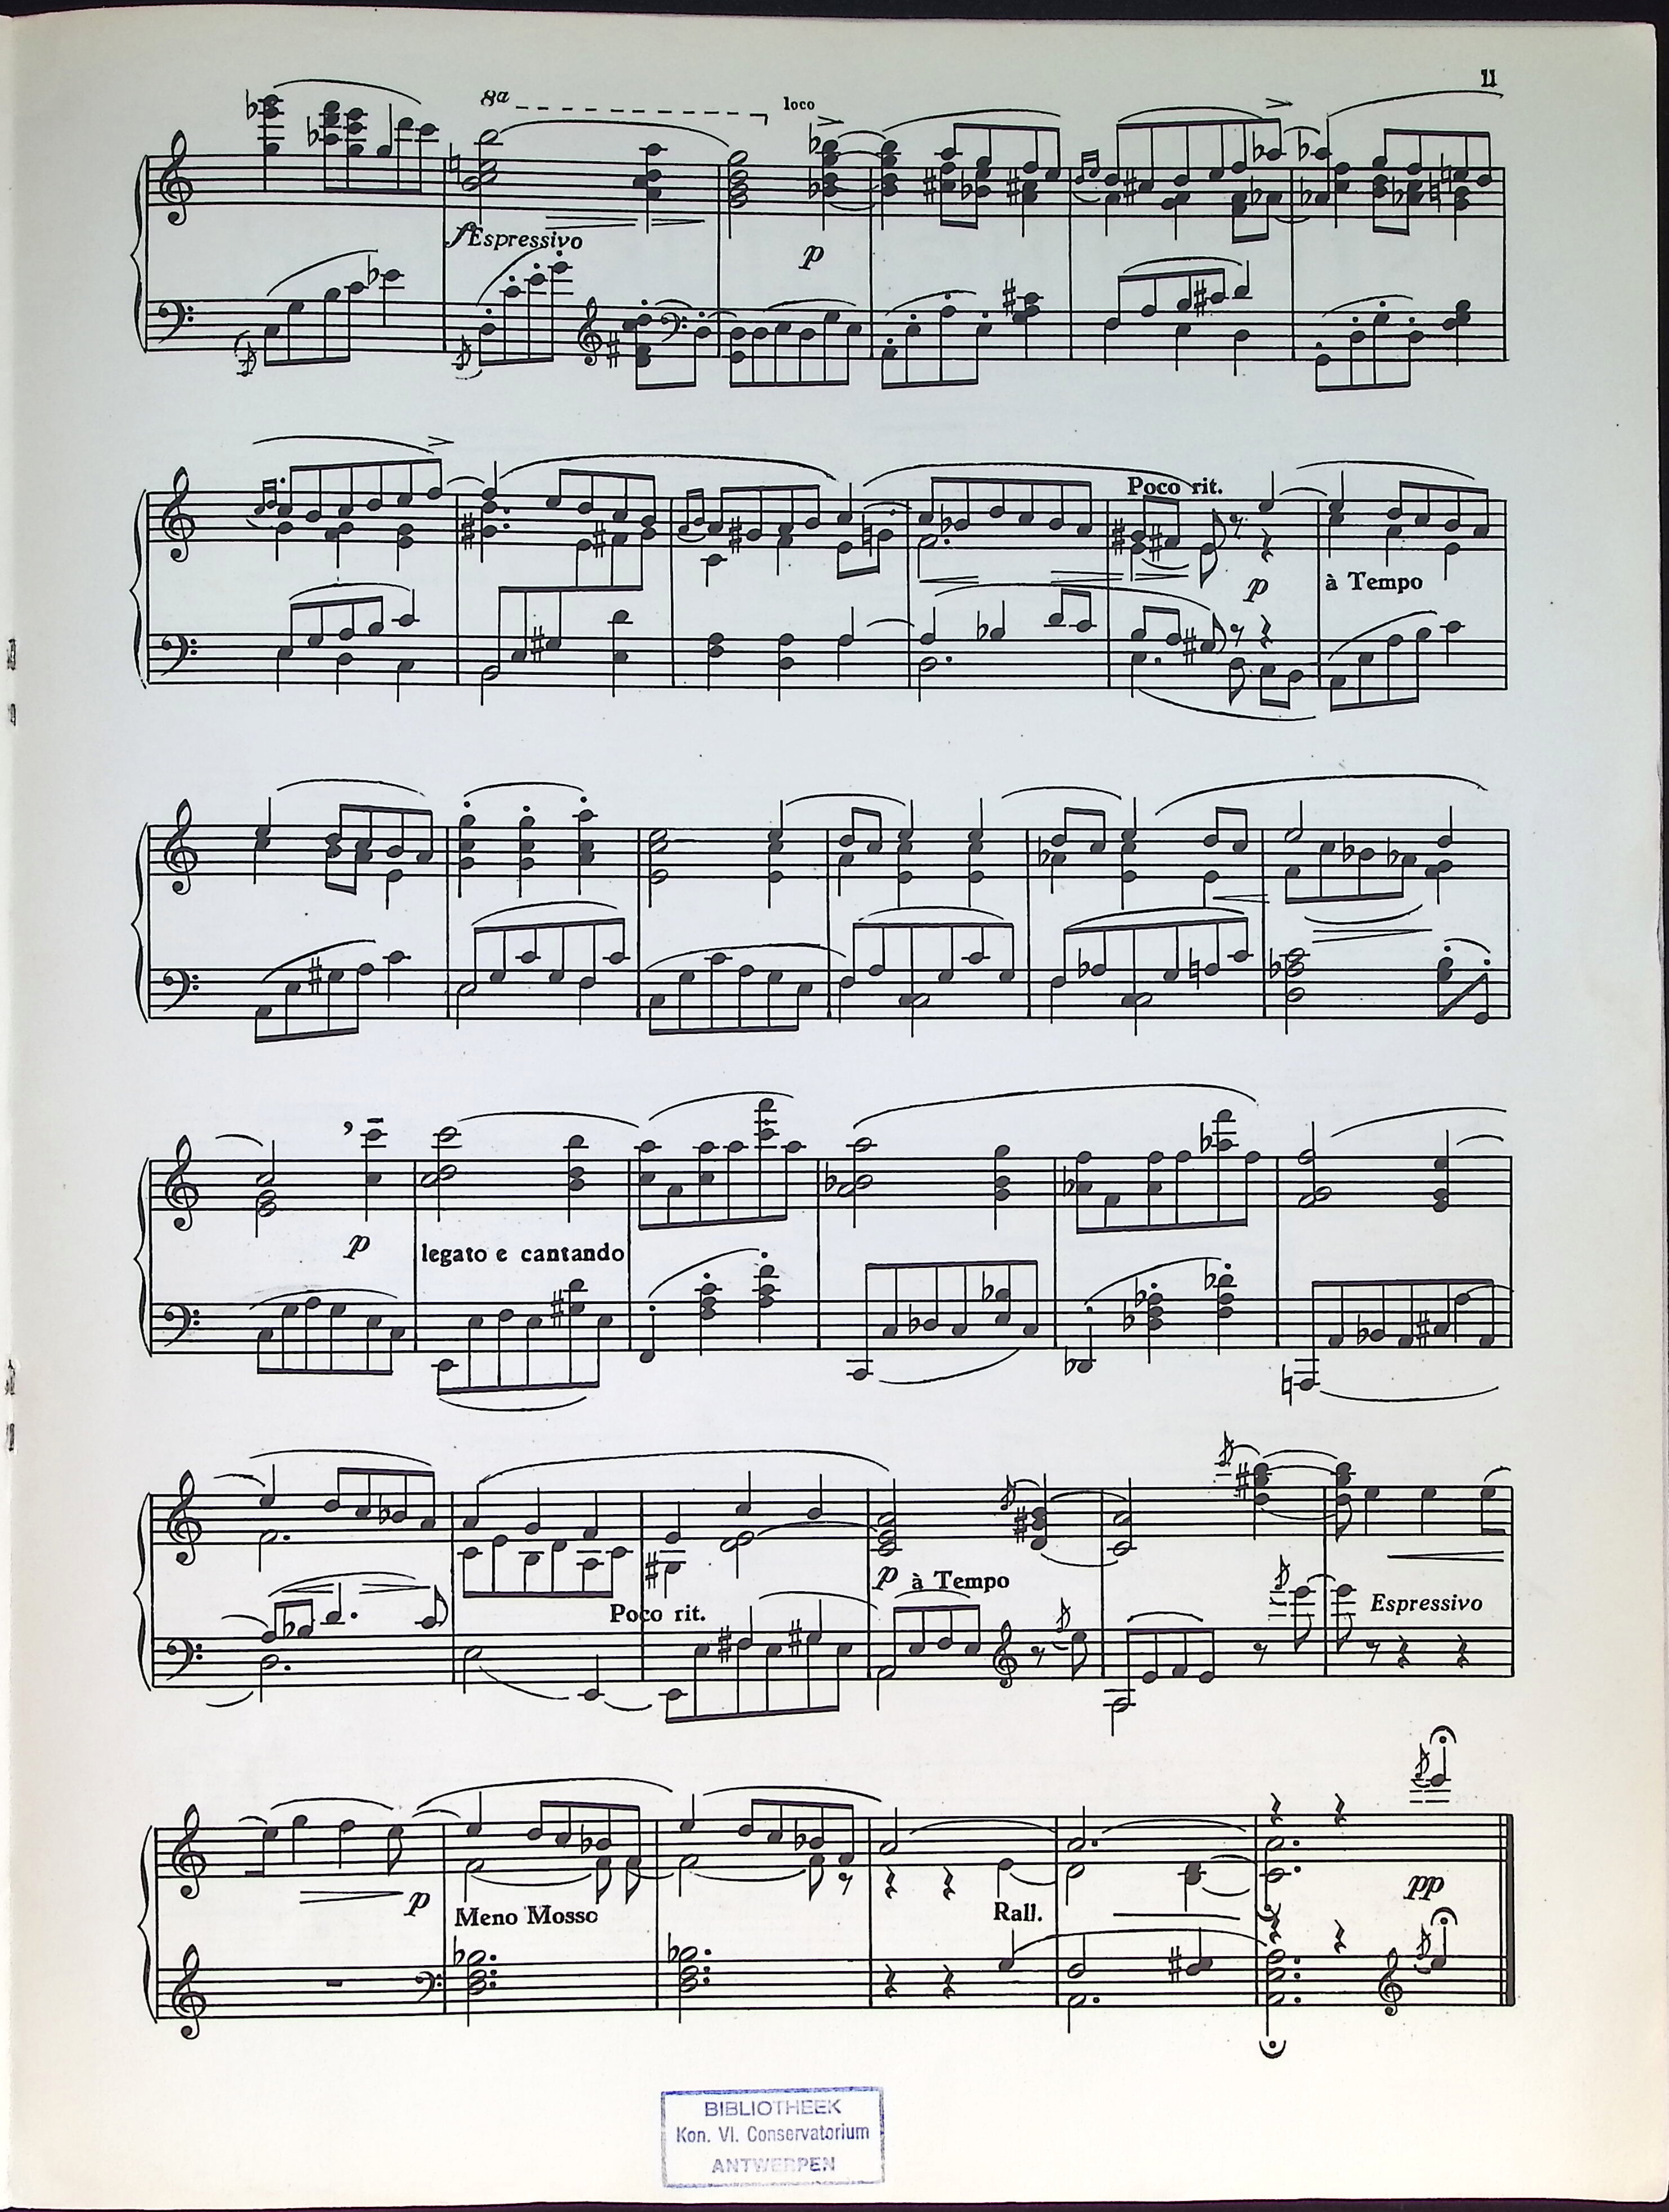 11
8ª
loco
f Espressivo
p
Poco rit.
p
à Tempo
p
legato e cantando
Poco rit.
p à Tempo
Espressivo
p
Meno Mosso
Rall.
pp
BIBLIOTHEEK
Kon. Vl. Conservatorium
ANTWERPEN